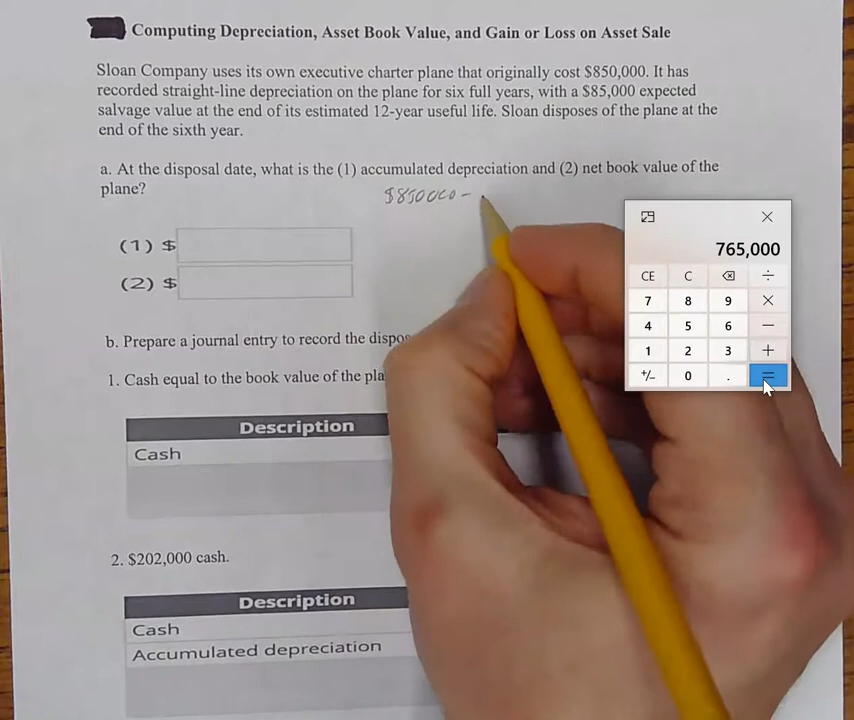 Computing Depreciation, Asset Book Value, and Gain or Loss on Asset Sale
Sloan Company uses its own executive charter plane that originally cost $850,000. It has
recorded straight-line depreciation on the plane for six full years, with a $85,000 expected
salvage value at the end of its estimated 12-year useful life. Sloan disposes of the plane at the
end of the sixth year.
a. At the disposal date, what is the (1) accumulated depreciation and (2) net book value of the
plane?
$850000 -
(1) $
(2) $
b. Prepare a journal entry to record the
1. Cash equal to the book value of the
Description
Cash
2. $202,000 cash.
Description
Cash
Accumulated depreciation
765,000
CE C ⌫ ÷
7 8 9 ×
4 5 6 −
1 2 3 +
+/− 0 . =